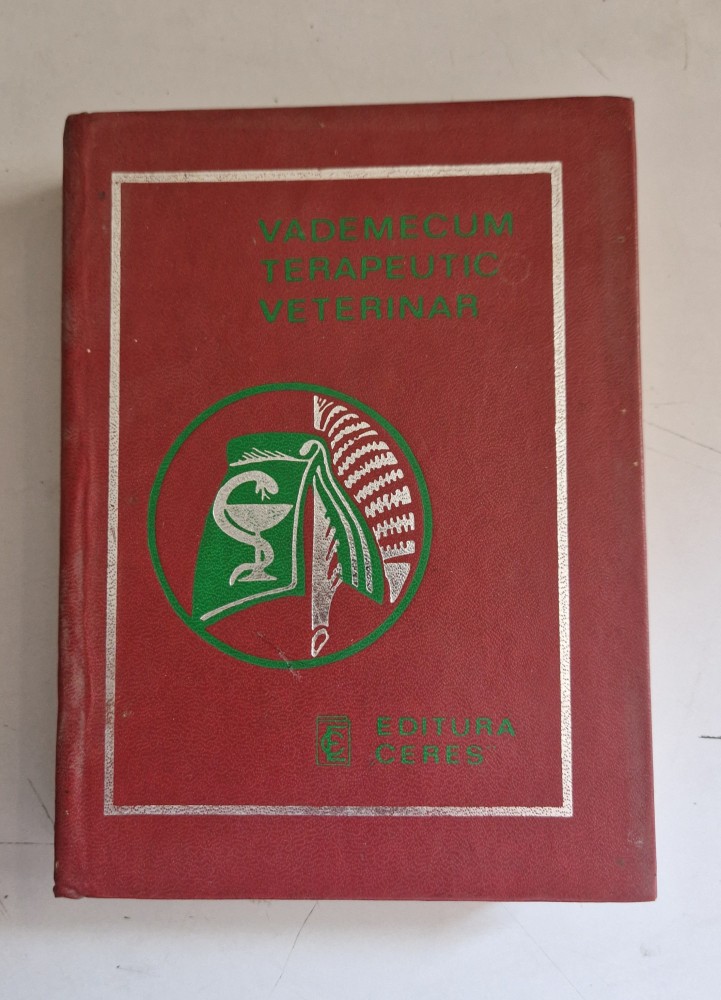 VADEMECUM
TERAPEUTIC
VETERINAR
EDITURA
CERES